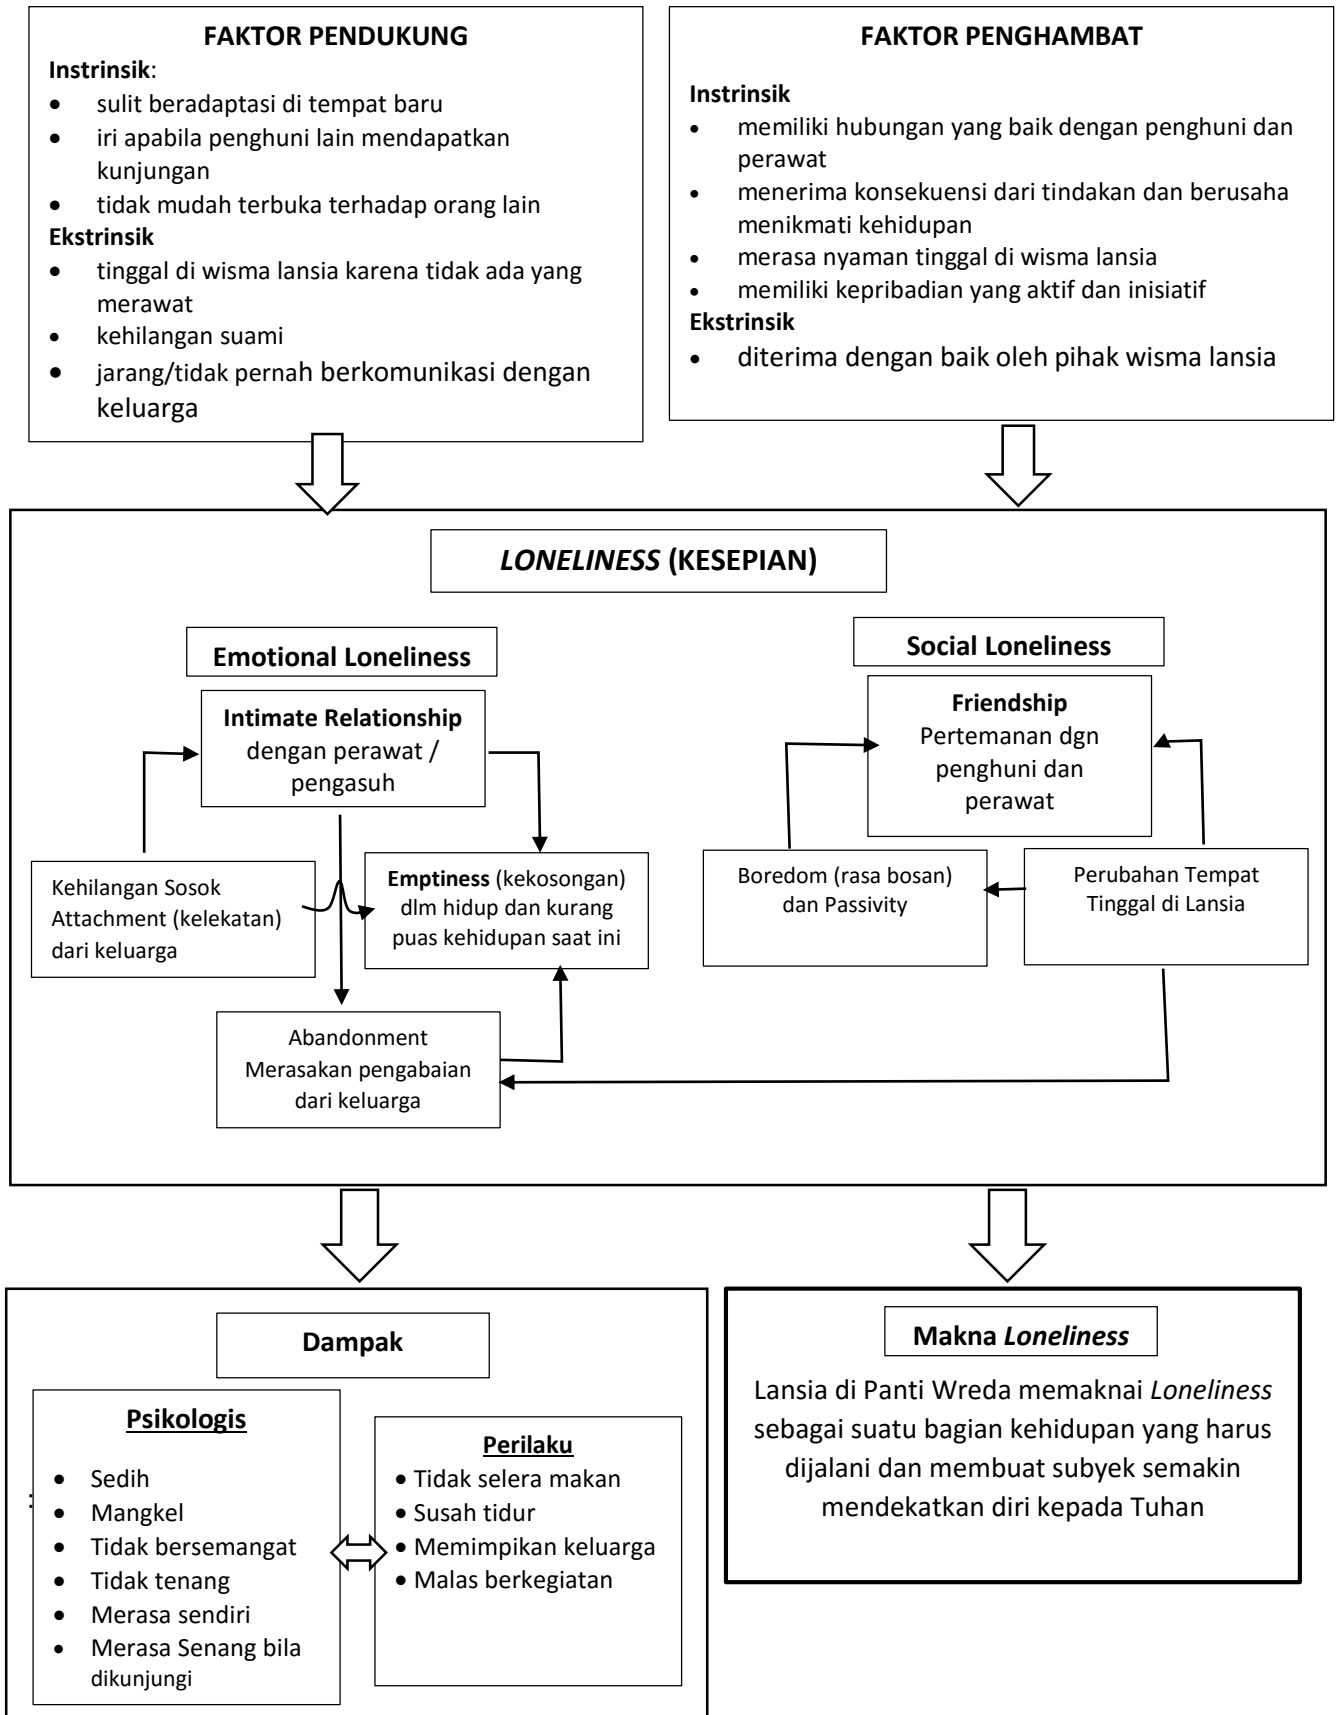 FAKTOR PENDUKUNG
Instrinsik:
• sulit beradaptasi di tempat baru
• iri apabila penghuni lain mendapatkan
kunjungan
• tidak mudah terbuka terhadap orang lain
Ekstrinsik
• tinggal di wisma lansia karena tidak ada yang
merawat
• kehilangan suami
• jarang/tidak pernah berkomunikasi dengan
keluarga
FAKTOR PENGHAMBAT
Instrinsik
• memiliki hubungan yang baik dengan penghuni dan
perawat
• menerima konsekuensi dari tindakan dan berusaha
menikmati kehidupan
• merasa nyaman tinggal di wisma lansia
• memiliki kepribadian yang aktif dan inisiatif
Ekstrinsik
• diterima dengan baik oleh pihak wisma lansia
LONELINESS (KESEPIAN)
Emotional Loneliness
Intimate Relationship
dengan perawat /
pengasuh
Kehilangan Sosok
Attachment (kelekatan)
dari keluarga
Emptiness (kekosongan)
dlm hidup dan kurang
puas kehidupan saat ini
Abandonment
Merasakan pengabaian
dari keluarga
Social Loneliness
Friendship
Pertemanan dgn
penghuni dan
perawat
Boredom (rasa bosan)
dan Passivity
Perubahan Tempat
Tinggal di Lansia
Dampak
Psikologis
• Sedih
:
• Mangkel
• Tidak bersemangat
• Tidak tenang
• Merasa sendiri
• Merasa Senang bila
dikunjungi
Perilaku
• Tidak selera makan
• Susah tidur
• Memimpikan keluarga
• Malas berkegiatan
Makna Loneliness
Lansia di Panti Wreda memaknai Loneliness
sebagai suatu bagian kehidupan yang harus
dijalani dan membuat subyek semakin
mendekatkan diri kepada Tuhan